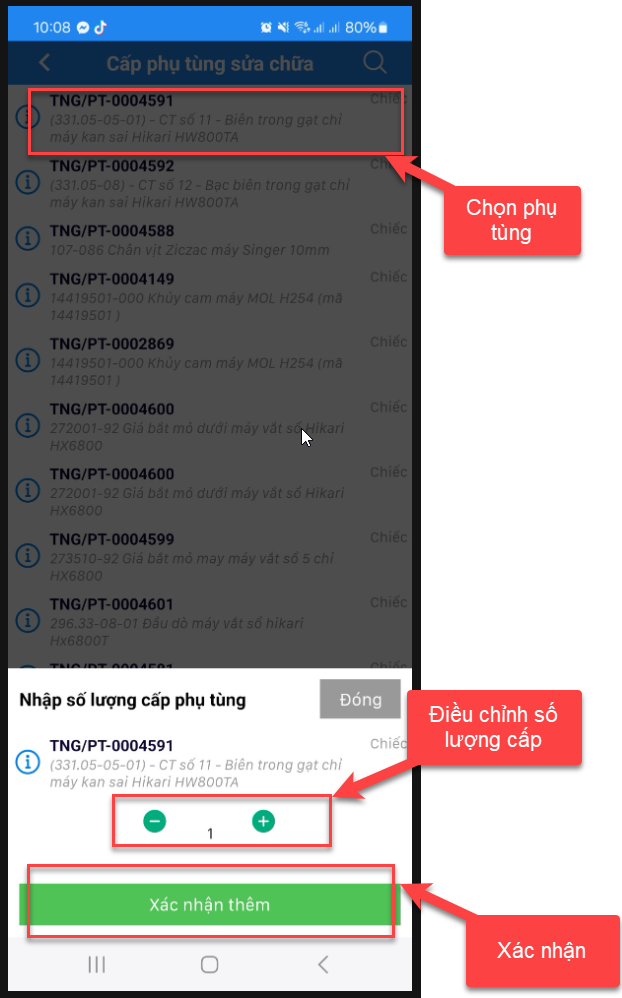 10:08 80%
Cấp phụ tùng sửa chữa
TNG/PT-0004591 Chiếc
(331.05-05-01) - CT số 11 - Biên trong gạt chỉ
máy kan sai Hikari HW800TA
TNG/PT-0004592 Chiếc
(331.05-08) - CT số 12 - Bạc biên trong gạt chỉ
máy kan sai Hikari HW800TA
TNG/PT-0004588 Chiếc
107-086 Chân vịt Ziczac máy Singer 10mm
TNG/PT-0004149 Chiếc
14419501-000 Khủy cam máy MOL H254 (mã
14419501 )
TNG/PT-0002869 Chiếc
14419501-000 Khủy cam máy MOL H254 (mã
14419501 )
TNG/PT-0004600 Chiếc
272001-92 Giá bắt mỏ dưới máy vắt sổ Hikari
HX6800
TNG/PT-0004600 Chiếc
272001-92 Giá bắt mỏ dưới máy vắt sổ Hikari
HX6800
TNG/PT-0004599 Chiếc
273510-92 Giá bắt mỏ may máy vắt sổ 5 chỉ
HX6800
TNG/PT-0004601 Chiếc
296.33-08-01 Đầu dò máy vắt sổ hikari
Hx6800T
Chiếc
Nhập số lượng cấp phụ tùng Đóng
TNG/PT-0004591 Chiếc
(331.05-05-01) - CT số 11 - Biên trong gạt chỉ
máy kan sai Hikari HW800TA
1
Xác nhận thêm
Chọn phụ
tùng
Điều chỉnh số
lượng cấp
Xác nhận